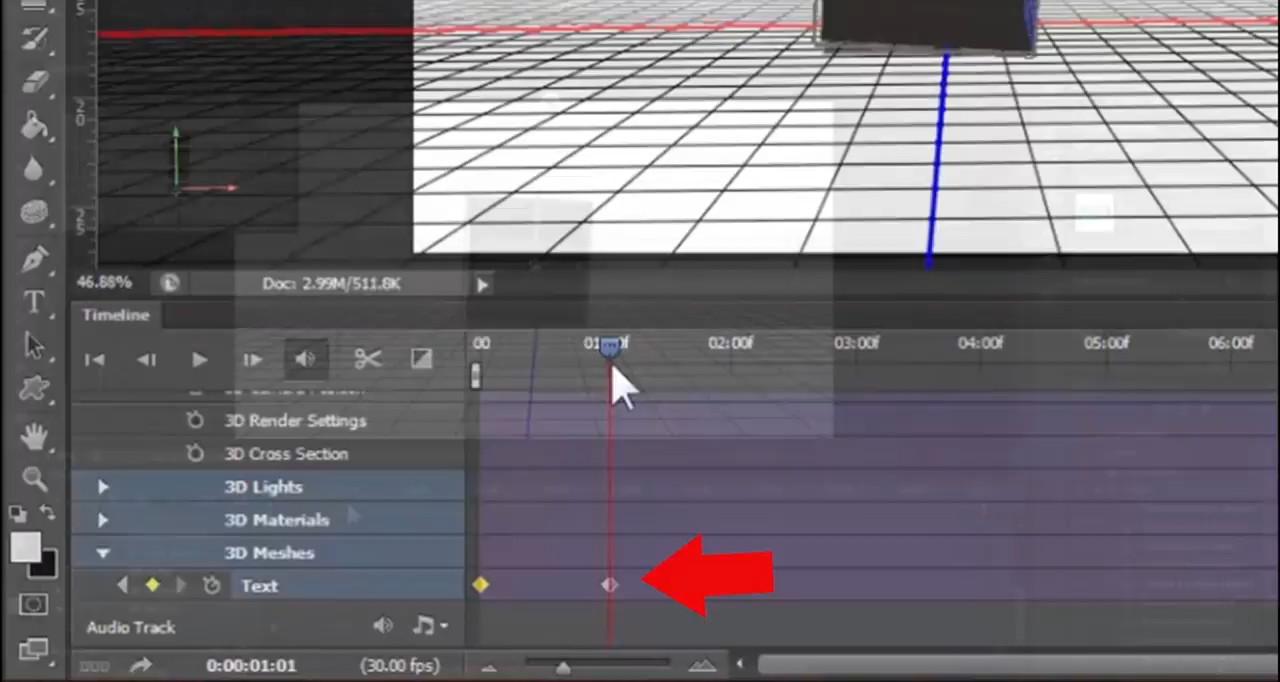 46.88%
Doc: 2.99M/511.8K
Timeline
00 02:00f 03:00f 04:00f 05:00f 06:00f
3D Render Settings
3D Cross Section
3D Lights
3D Materials
3D Meshes
Text
Audio Track
0:00:01:01 (30.00 fps)